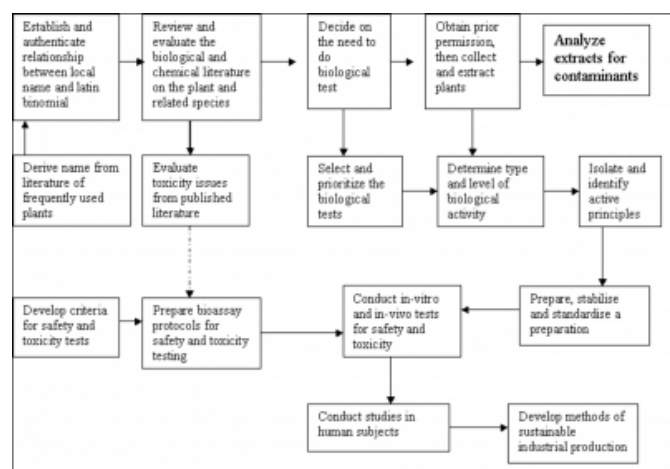 Establish and
authenticate
relationship
between local
name and latin
binomial
Review and
evaluate the
biological and
chemical literature
on the plant and
related species
Decide on
the need to
do
biological
test
Obtain prior
permission,
then collect
and extract
plants
Analyze
extracts for
contaminants
Derive name from
literature of
frequently used
plants
Evaluate
toxicity issues
from published
literature
Select and
prioritize the
biological tests
Determine type
and level of
biological
activity
Isolate and
identify
active
principles
Develop criteria
for safety and
toxicity tests
Prepare bioassay
protocols for
safety and toxicity
testing
Conduct in-vitro
and in-vivo tests
for safety and
toxicity
Prepare, stabilise
and standardise a
preparation
Conduct studies in
human subjects
Develop methods of
sustainable
industrial production